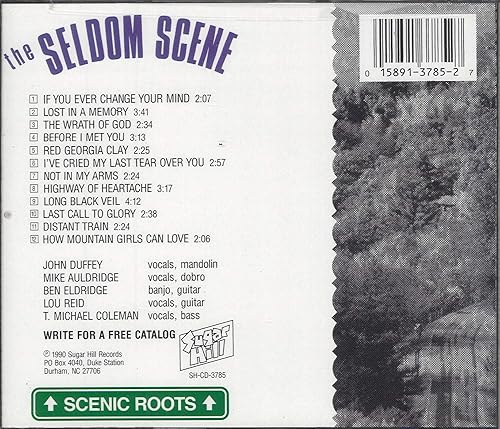 the SELDOM SCENE
0 15891-3785-2 7
1 IF YOU EVER CHANGE YOUR MIND 2:07
2 LOST IN A MEMORY 3:41
3 THE WRATH OF GOD 2:34
4 BEFORE I MET YOU 3:13
5 RED GEORGIA CLAY 2:25
6 I'VE CRIED MY LAST TEAR OVER YOU 2:57
7 NOT IN MY ARMS 2:24
8 HIGHWAY OF HEARTACHE 3:17
9 LONG BLACK VEIL 4:12
10 LAST CALL TO GLORY 2:38
11 DISTANT TRAIN 2:24
12 HOW MOUNTAIN GIRLS CAN LOVE 2:06
JOHN DUFFEY vocals, mandolin
MIKE AULDRIDGE vocals, dobro
BEN ELDRIDGE banjo, guitar
LOU REID vocals, guitar
T. MICHAEL COLEMAN vocals, bass
WRITE FOR A FREE CATALOG
Sugar Hill
©1990 Sugar Hill Records
PO Box 4040, Duke Station
Durham, NC 27706
SH-CD-3785
↑ SCENIC ROOTS ↑